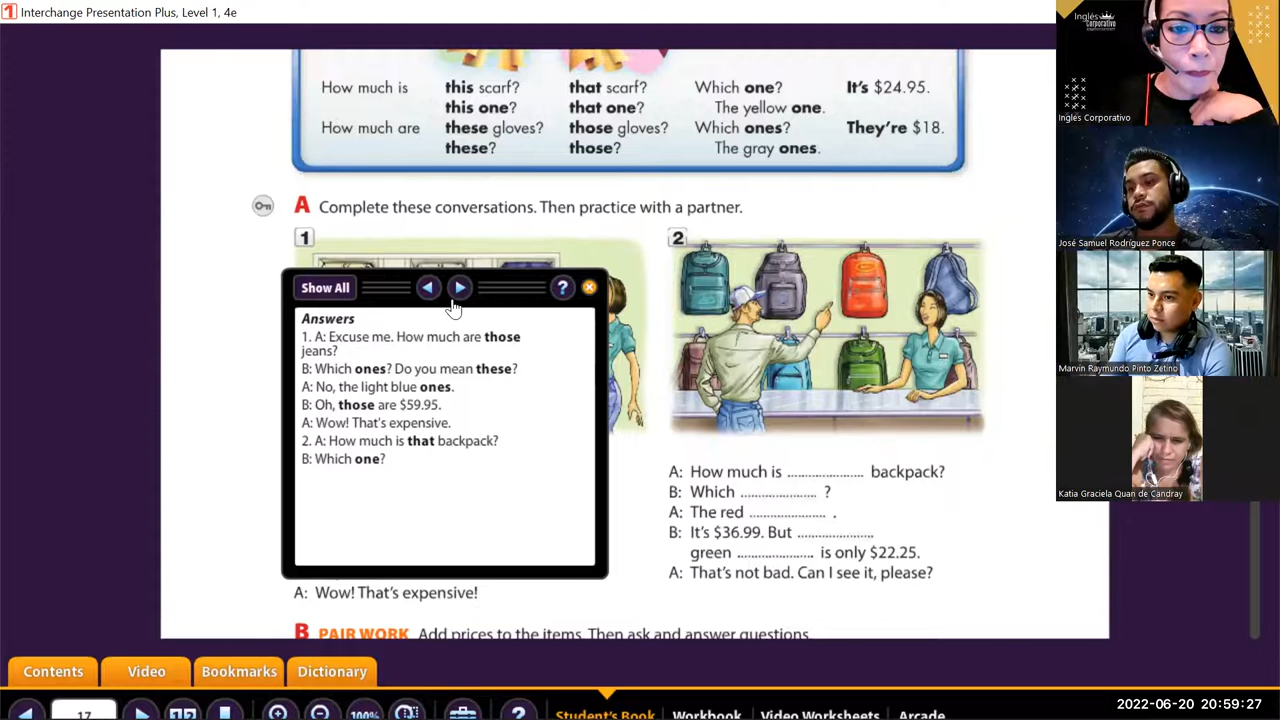 Interchange Presentation Plus, Level 1, 4e
How much is this scarf? that scarf? Which one? It's $24.95.
this one? that one? The yellow one.
How much are these gloves? those gloves? Which ones? They're $18.
these? those? The gray ones.
A Complete these conversations. Then practice with a partner.
1
2
Show All
?
Answers
1. A: Excuse me. How much are those
jeans?
B: Which ones? Do you mean these?
A: No, the light blue ones.
B: Oh, those are $59.95.
A: Wow! That's expensive.
2. A: How much is that backpack?
B: Which one?
A: Wow! That's expensive!
A: How much is ..................... backpack?
B: Which ..................... ?
A: The red ..................... .
B: It's $36.99. But .....................
green ..................... is only $22.25.
A: That's not bad. Can I see it, please?
B PAIR WORK Add prices to the items. Then ask and answer questions.
Contents
Video
Bookmarks
Dictionary
17
100%
?
Student's Book
Workbook
Video Worksheets
Arcade
Inglés
Corporativo
Inglés Corporativo
José Samuel Rodríguez Ponce
Marvin Raymundo Pinto Zetino
Katia Graciela Quan de Candray
2022-06-20 20:59:27